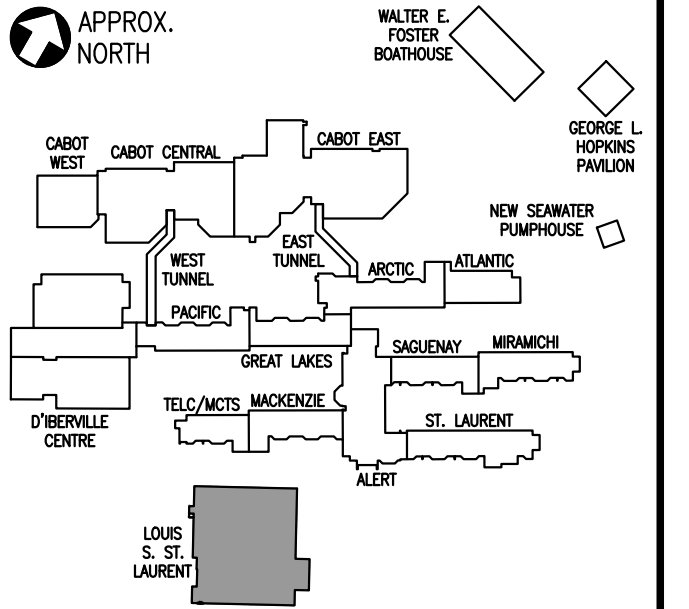 APPROX.
NORTH
WALTER E.
FOSTER
BOATHOUSE
GEORGE L.
HOPKINS
PAVILION
CABOT
WEST
CABOT CENTRAL
CABOT EAST
NEW SEAWATER
PUMPHOUSE
WEST
TUNNEL
EAST
TUNNEL
ARCTIC
ATLANTIC
PACIFIC
GREAT LAKES
SAGUENAY
MIRAMICHI
D'IBERVILLE
CENTRE
TELC/MCTS
MACKENZIE
ST. LAURENT
ALERT
LOUIS
S. ST.
LAURENT